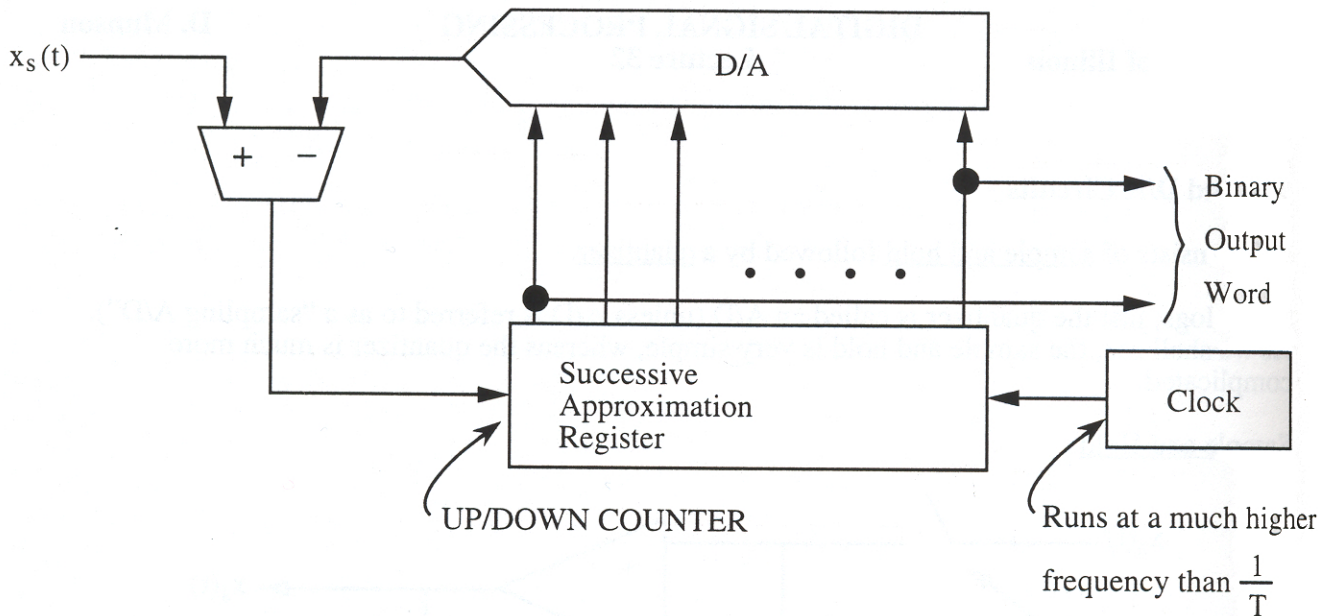 x_s(t)
D/A
+ −
Binary
Output
Word
Successive
Approximation
Register
Clock
UP/DOWN COUNTER
Runs at a much higher
frequency than 1/T